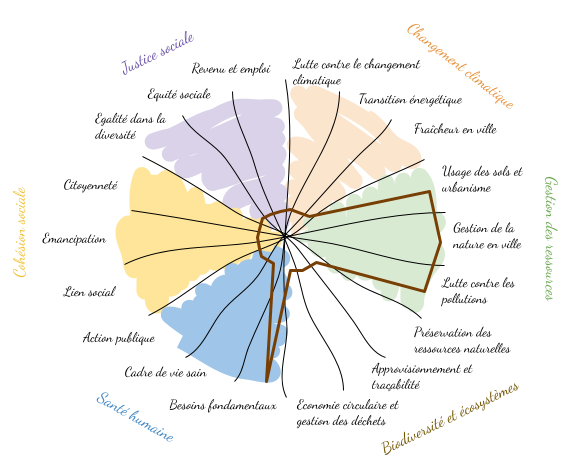 Justice sociale
Changement climatique
Revenu et emploi
Lutte contre le changement
climatique
Equité sociale
Transition énergétique
Egalité dans la
diversité
Fraîcheur en ville
Citoyenneté
Usage des sols et
urbanisme
Cohésion sociale
Gestion des ressources
Emancipation
Gestion de la
nature en ville
Lien social
Lutte contre les
pollutions
Action publique
Préservation des
ressources naturelles
Cadre de vie sain
Approvisionnement et
traçabilité
Besoins fondamentaux
Economie circulaire et
gestion des déchets
Santé humaine
Biodiversité et écosystèmes